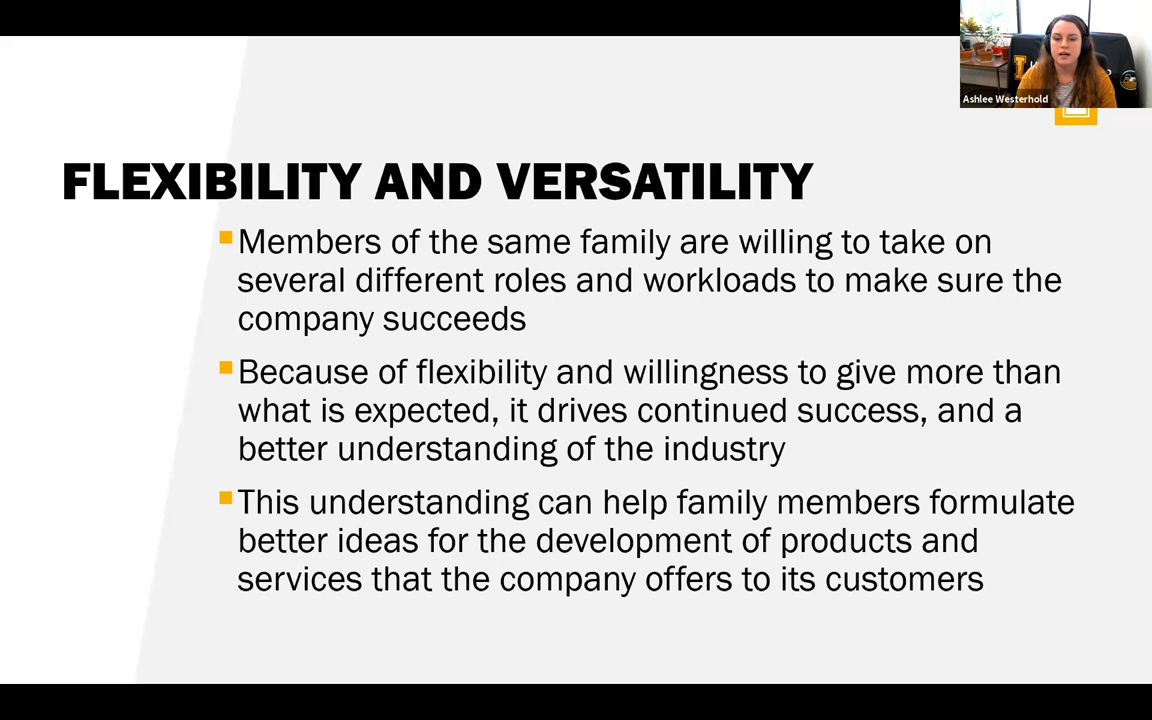 Ashlee Westerhold
FLEXIBILITY AND VERSATILITY
Members of the same family are willing to take on
several different roles and workloads to make sure the
company succeeds
Because of flexibility and willingness to give more than
what is expected, it drives continued success, and a
better understanding of the industry
This understanding can help family members formulate
better ideas for the development of products and
services that the company offers to its customers